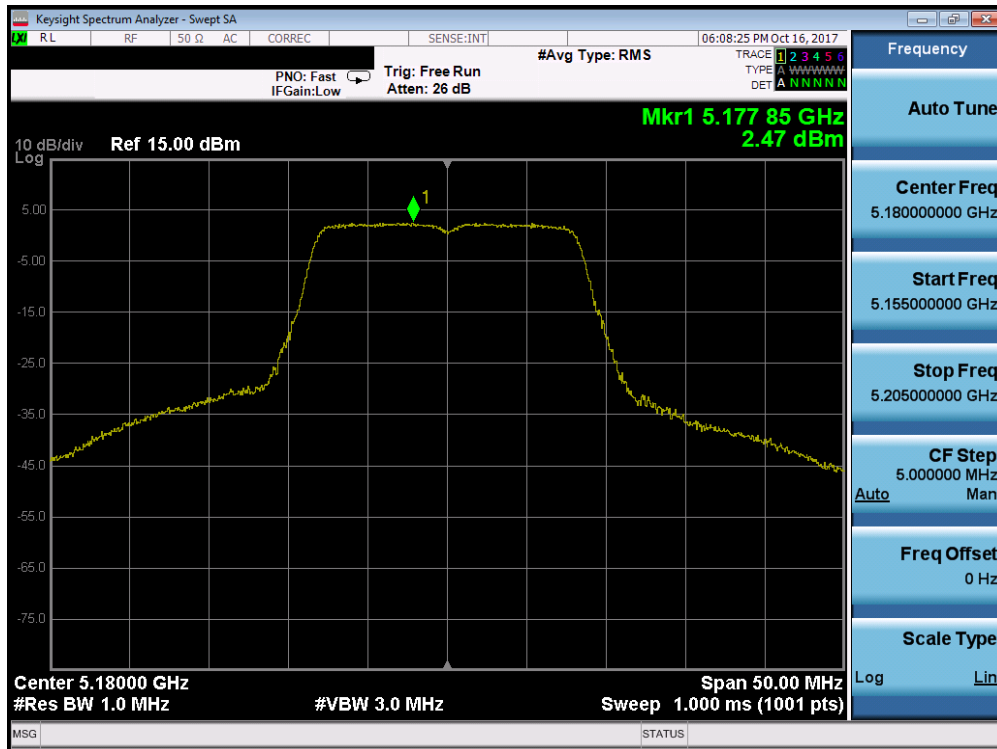 Keysight Spectrum Analyzer - Swept SA
LXI RL RF 50 Ω AC CORREC SENSE:INT 06:08:25 PM Oct 16, 2017
#Avg Type: RMS TRACE 1 2 3 4 5 6
PNO: Fast Trig: Free Run TYPE A WWWWW
IFGain:Low Atten: 26 dB DET A N N N N N
Mkr1 5.177 85 GHz
2.47 dBm
10 dB/div Ref 15.00 dBm
Log
1
5.00
-5.00
-15.0
-25.0
-35.0
-45.0
-55.0
-65.0
-75.0
Center 5.18000 GHz Span 50.00 MHz
#Res BW 1.0 MHz #VBW 3.0 MHz Sweep 1.000 ms (1001 pts)
MSG STATUS
Frequency
Auto Tune
Center Freq
5.180000000 GHz
Start Freq
5.155000000 GHz
Stop Freq
5.205000000 GHz
CF Step
5.000000 MHz
Auto Man
Freq Offset
0 Hz
Scale Type
Log Lin